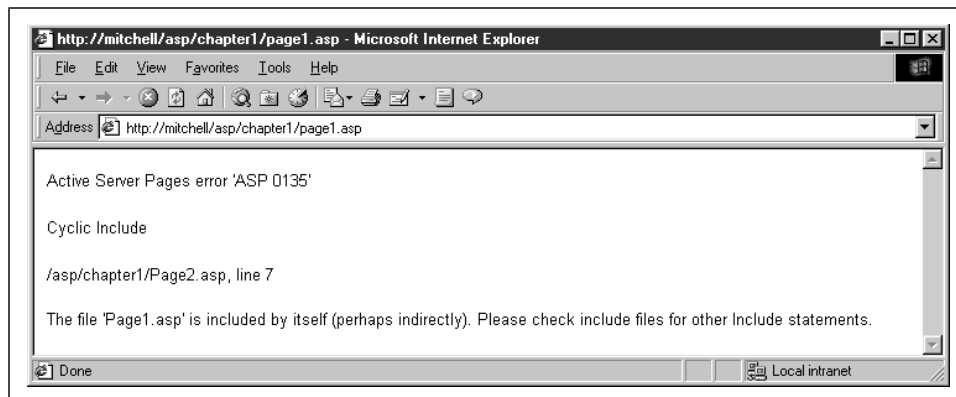 http://mitchell/asp/chapter1/page1.asp - Microsoft Internet Explorer
File Edit View Favorites Tools Help
Address http://mitchell/asp/chapter1/page1.asp
Active Server Pages error 'ASP 0135'
Cyclic Include
/asp/chapter1/Page2.asp, line 7
The file 'Page1.asp' is included by itself (perhaps indirectly). Please check include files for other Include statements.
Done Local intranet